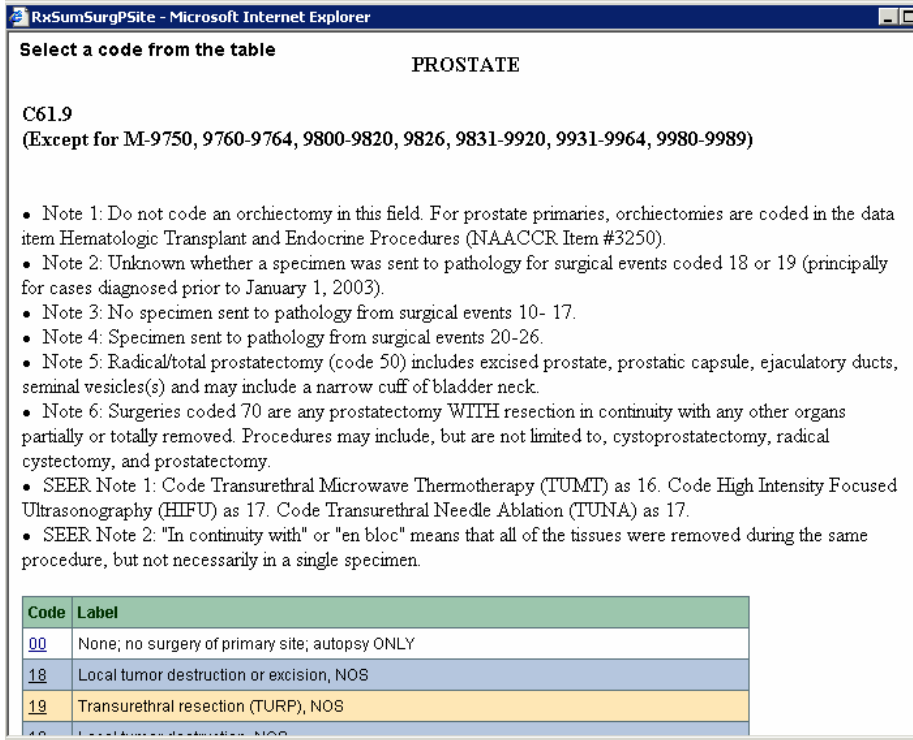 RxSumSurgPSite - Microsoft Internet Explorer
Select a code from the table
PROSTATE
C61.9
(Except for M-9750, 9760-9764, 9800-9820, 9826, 9831-9920, 9931-9964, 9980-9989)
• Note 1: Do not code an orchiectomy in this field. For prostate primaries, orchiectomies are coded in the data
item Hematologic Transplant and Endocrine Procedures (NAACCR Item #3250).
• Note 2: Unknown whether a specimen was sent to pathology for surgical events coded 18 or 19 (principally
for cases diagnosed prior to January 1, 2003).
• Note 3: No specimen sent to pathology from surgical events 10- 17.
• Note 4: Specimen sent to pathology from surgical events 20-26.
• Note 5: Radical/total prostatectomy (code 50) includes excised prostate, prostatic capsule, ejaculatory ducts,
seminal vesicles(s) and may include a narrow cuff of bladder neck.
• Note 6: Surgeries coded 70 are any prostatectomy WITH resection in continuity with any other organs
partially or totally removed. Procedures may include, but are not limited to, cystoprostatectomy, radical
cystectomy, and prostatectomy.
• SEER Note 1: Code Transurethral Microwave Thermotherapy (TUMT) as 16. Code High Intensity Focused
Ultrasonography (HIFU) as 17. Code Transurethral Needle Ablation (TUNA) as 17.
• SEER Note 2: "In continuity with" or "en bloc" means that all of the tissues were removed during the same
procedure, but not necessarily in a single specimen.
Code Label
00 None; no surgery of primary site; autopsy ONLY
18 Local tumor destruction or excision, NOS
19 Transurethral resection (TURP), NOS